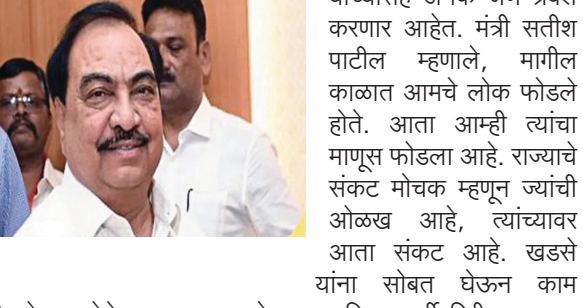 करणार आहेत. मंत्री सतीश
पाटील म्हणाले, मागील
काळात आमचे लोक फोडले
होते. आता आम्ही त्यांचा
माणूस फोडला आहे. राज्याचे
संकट मोचक म्हणून ज्यांची
ओळख आहे, त्यांच्यावर
आता संकट आहे. खडसे
यांना सोबत घेऊन काम